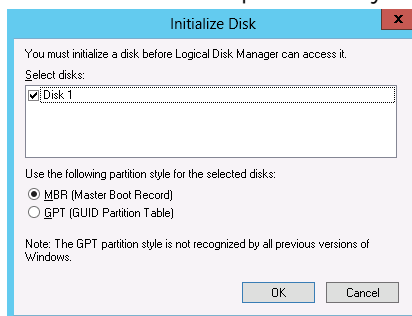 Initialize Disk
x
You must initialize a disk before Logical Disk Manager can access it.
Select disks:
Disk 1
Use the following partition style for the selected disks:
MBR (Master Boot Record)
GPT (GUID Partition Table)
Note: The GPT partition style is not recognized by all previous versions of
Windows.
OK Cancel